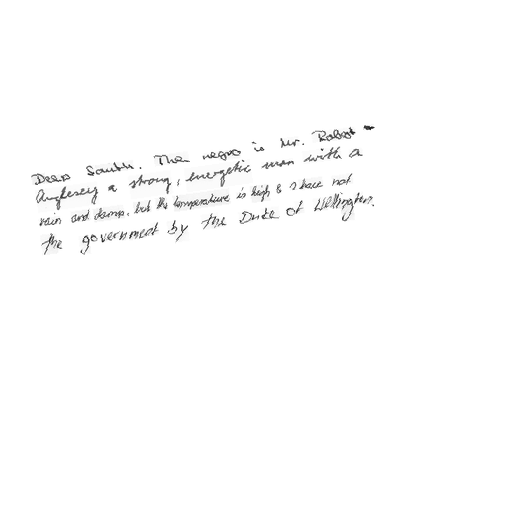 Deep South. The negro is Mr. Robert -
Anglesey a strong, energetic man with a
rain and damp, but the temperature is high & I have not
the government by the Duke of Wellington.